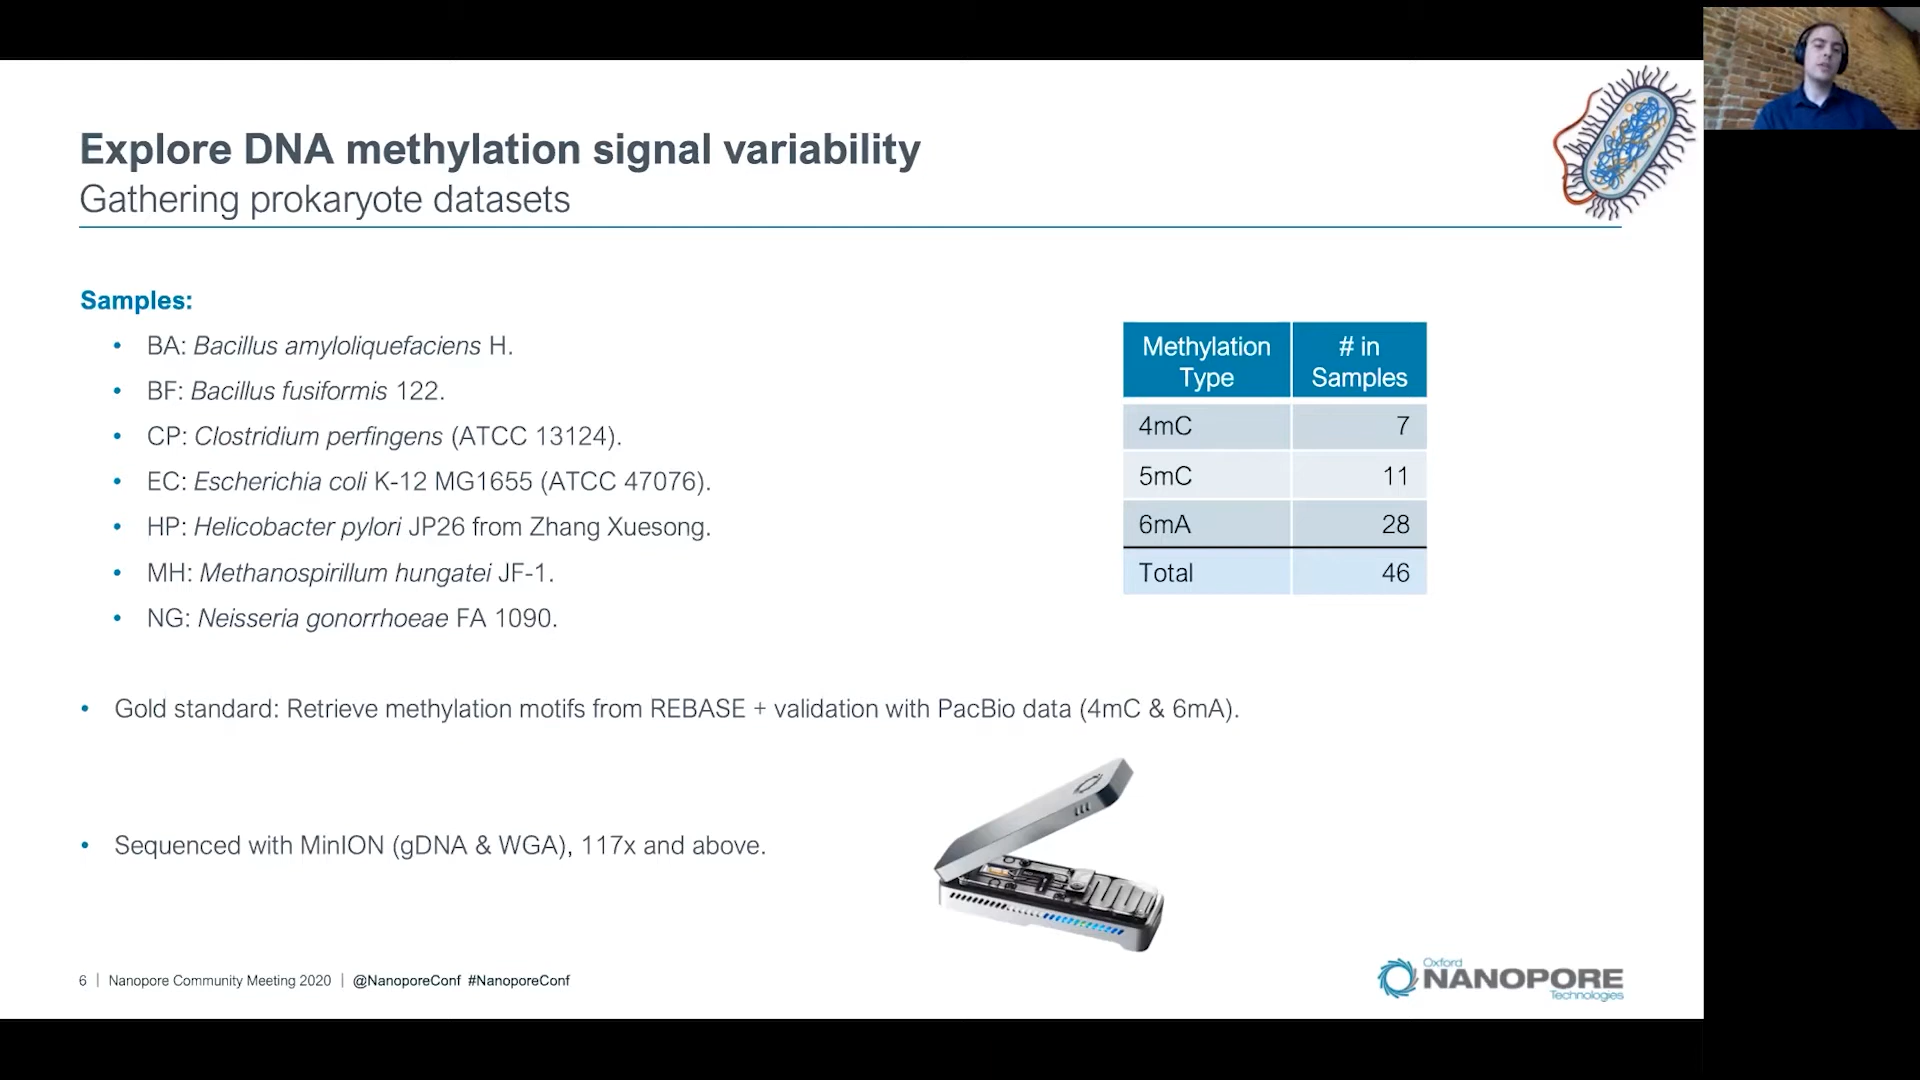 Explore DNA methylation signal variability
Gathering prokaryote datasets
Samples:
• BA: Bacillus amyloliquefaciens H.
• BF: Bacillus fusiformis 122.
• CP: Clostridium perfingens (ATCC 13124).
• EC: Escherichia coli K-12 MG1655 (ATCC 47076).
• HP: Helicobacter pylori JP26 from Zhang Xuesong.
• MH: Methanospirillum hungatei JF-1.
• NG: Neisseria gonorrhoeae FA 1090.
Methylation Type # in Samples
4mC 7
5mC 11
6mA 28
Total 46
• Gold standard: Retrieve methylation motifs from REBASE + validation with PacBio data (4mC & 6mA).
• Sequenced with MinION (gDNA & WGA), 117x and above.
6 | Nanopore Community Meeting 2020 | @NanoporeConf #NanoporeConf
Oxford
NANOPORE
Technologies